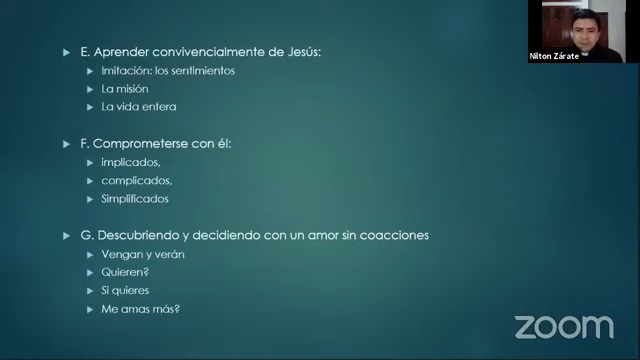 E. Aprender convivencialmente de Jesús:
Imitación: los sentimientos
La misión
La vida entera
F. Comprometerse con él:
implicados,
complicados,
Simplificados
G. Descubriendo y decidiendo con un amor sin coacciones
Vengan y verán
Quieren?
Si quieres
Me amas más?
Nilton Zárate
zoom